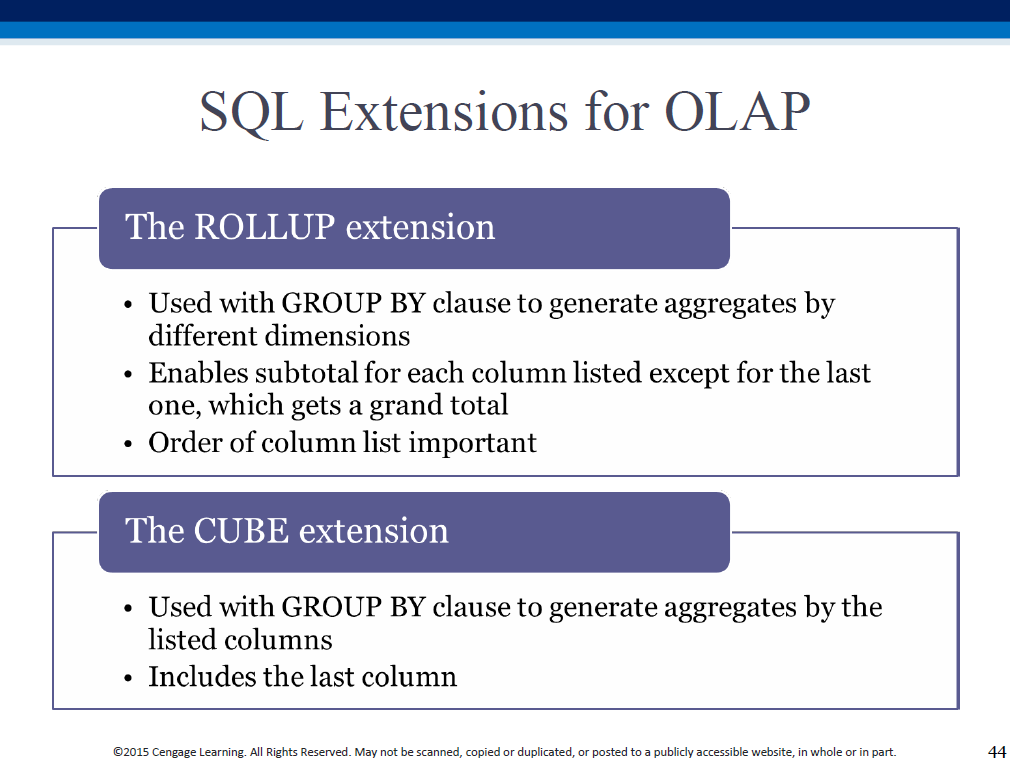 SQL Extensions for OLAP
The ROLLUP extension
• Used with GROUP BY clause to generate aggregates by
different dimensions
• Enables subtotal for each column listed except for the last
one, which gets a grand total
• Order of column list important
The CUBE extension
• Used with GROUP BY clause to generate aggregates by the
listed columns
• Includes the last column
©2015 Cengage Learning. All Rights Reserved. May not be scanned, copied or duplicated, or posted to a publicly accessible website, in whole or in part.
44